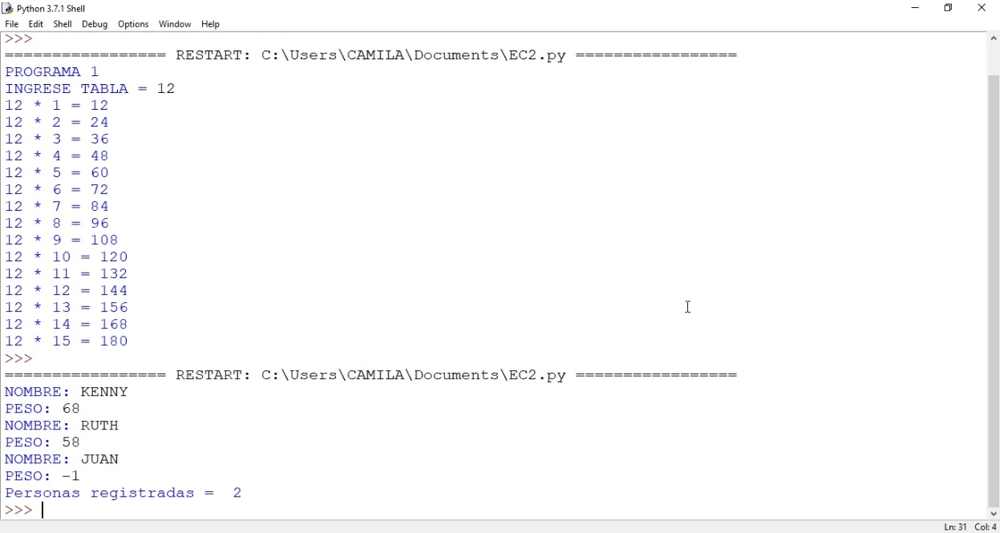 Python 3.7.1 Shell
File Edit Shell Debug Options Window Help
>>>
================= RESTART: C:\Users\CAMILA\Documents\EC2.py =================
PROGRAMA 1
INGRESE TABLA = 12
12 * 1 = 12
12 * 2 = 24
12 * 3 = 36
12 * 4 = 48
12 * 5 = 60
12 * 6 = 72
12 * 7 = 84
12 * 8 = 96
12 * 9 = 108
12 * 10 = 120
12 * 11 = 132
12 * 12 = 144
12 * 13 = 156
12 * 14 = 168
12 * 15 = 180
>>>
================= RESTART: C:\Users\CAMILA\Documents\EC2.py =================
NOMBRE: KENNY
PESO: 68
NOMBRE: RUTH
PESO: 58
NOMBRE: JUAN
PESO: -1
Personas registradas =  2
>>>
Ln: 31 Col: 4